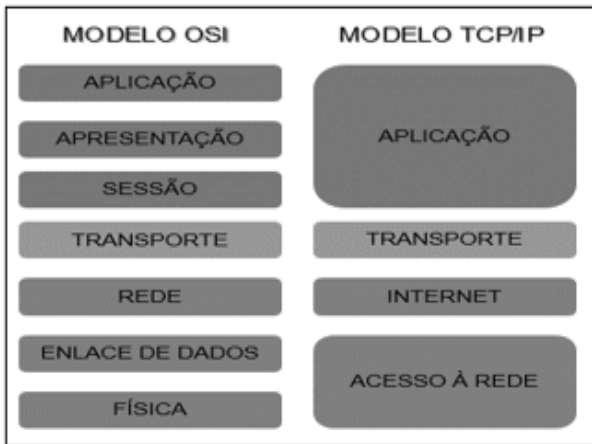 MODELO OSI
APLICAÇÃO
APRESENTAÇÃO
SESSÃO
TRANSPORTE
REDE
ENLACE DE DADOS
FÍSICA
MODELO TCP/IP
APLICAÇÃO
TRANSPORTE
INTERNET
ACESSO À REDE